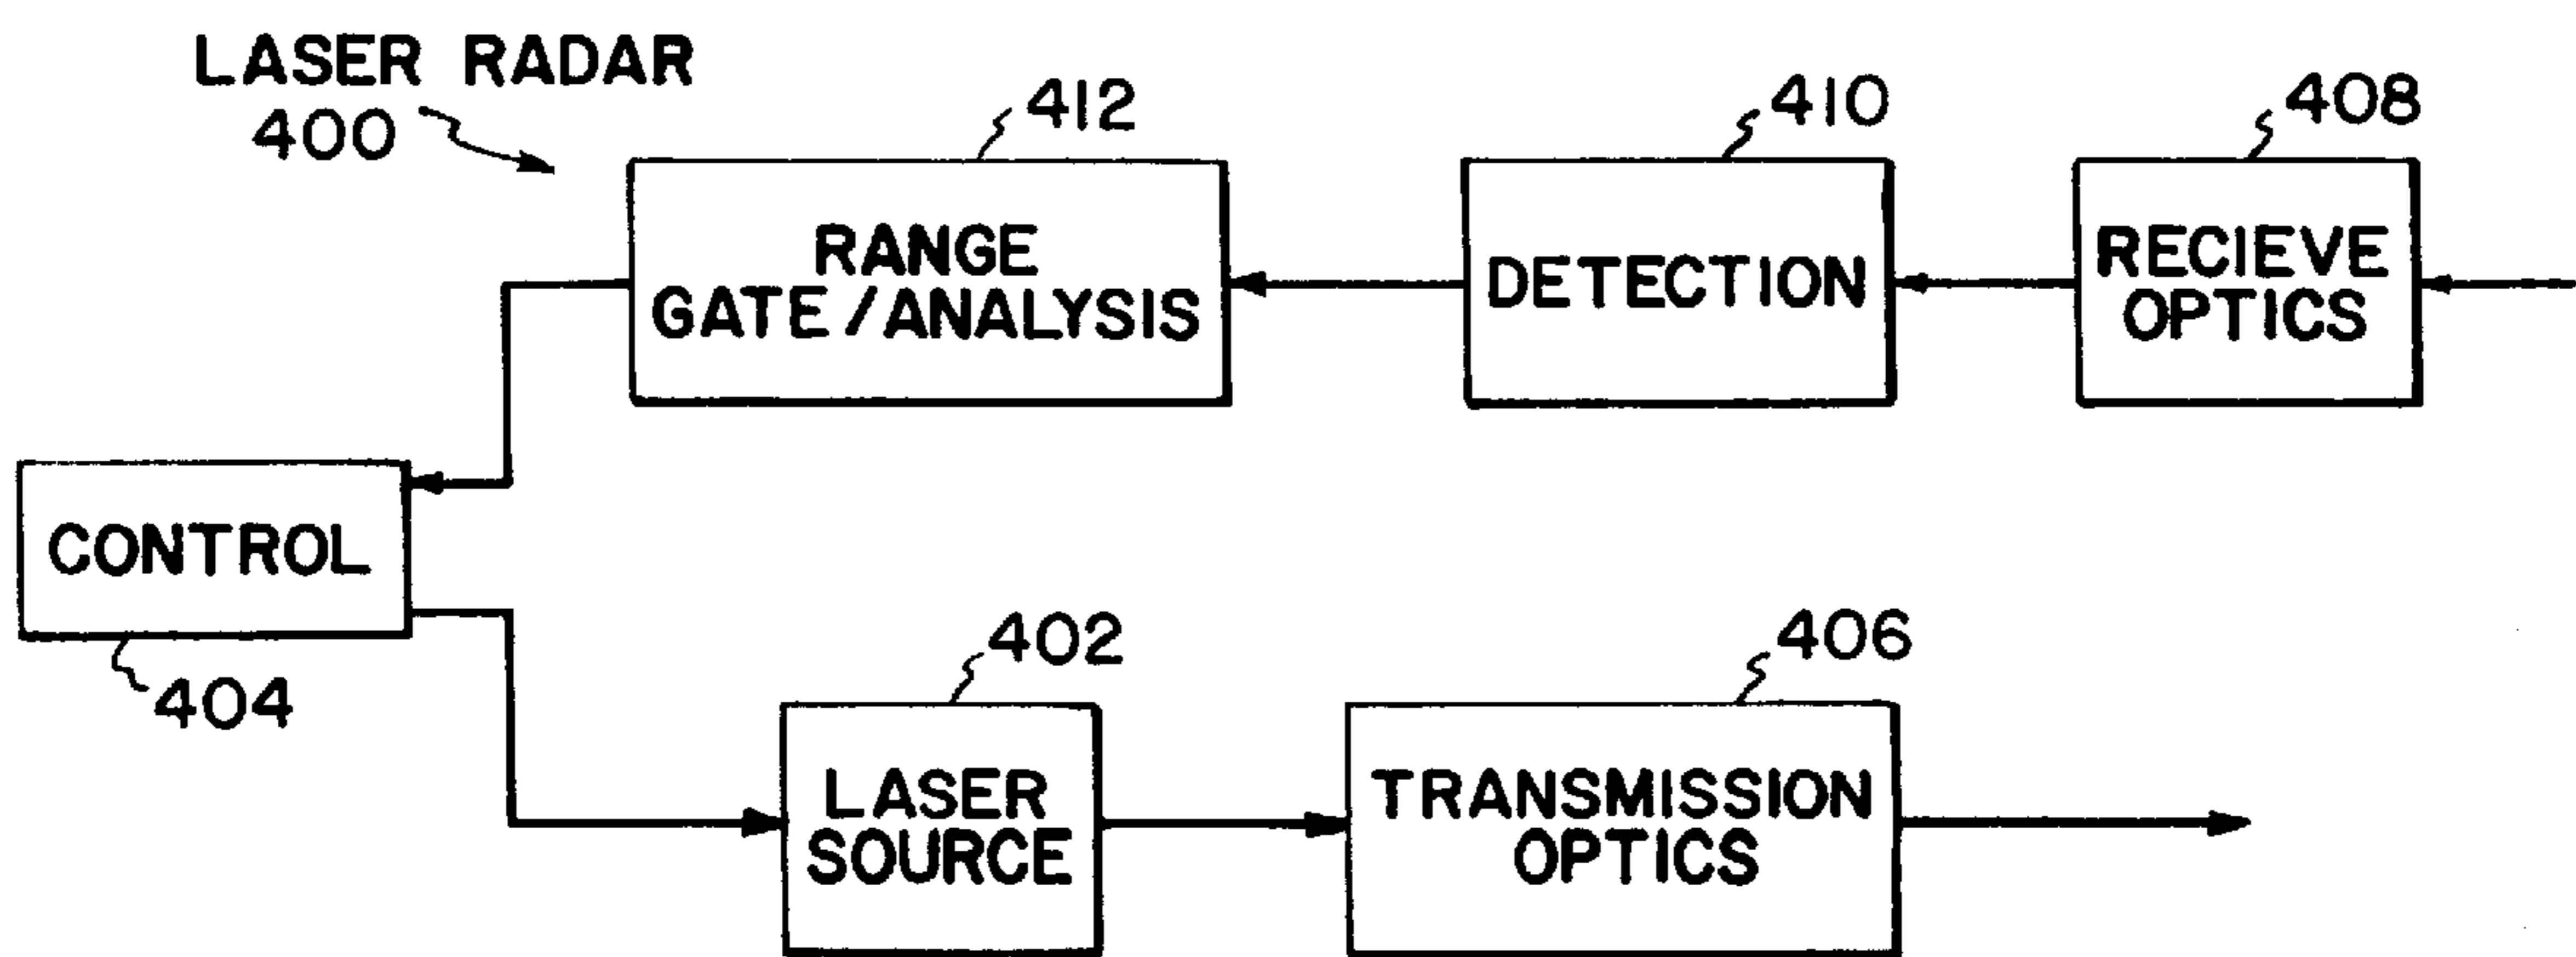 LASER RADAR
400
412
410
408
RANGE
GATE/ANALYSIS
DETECTION
RECIEVE
OPTICS
CONTROL
404
402
406
LASER
SOURCE
TRANSMISSION
OPTICS